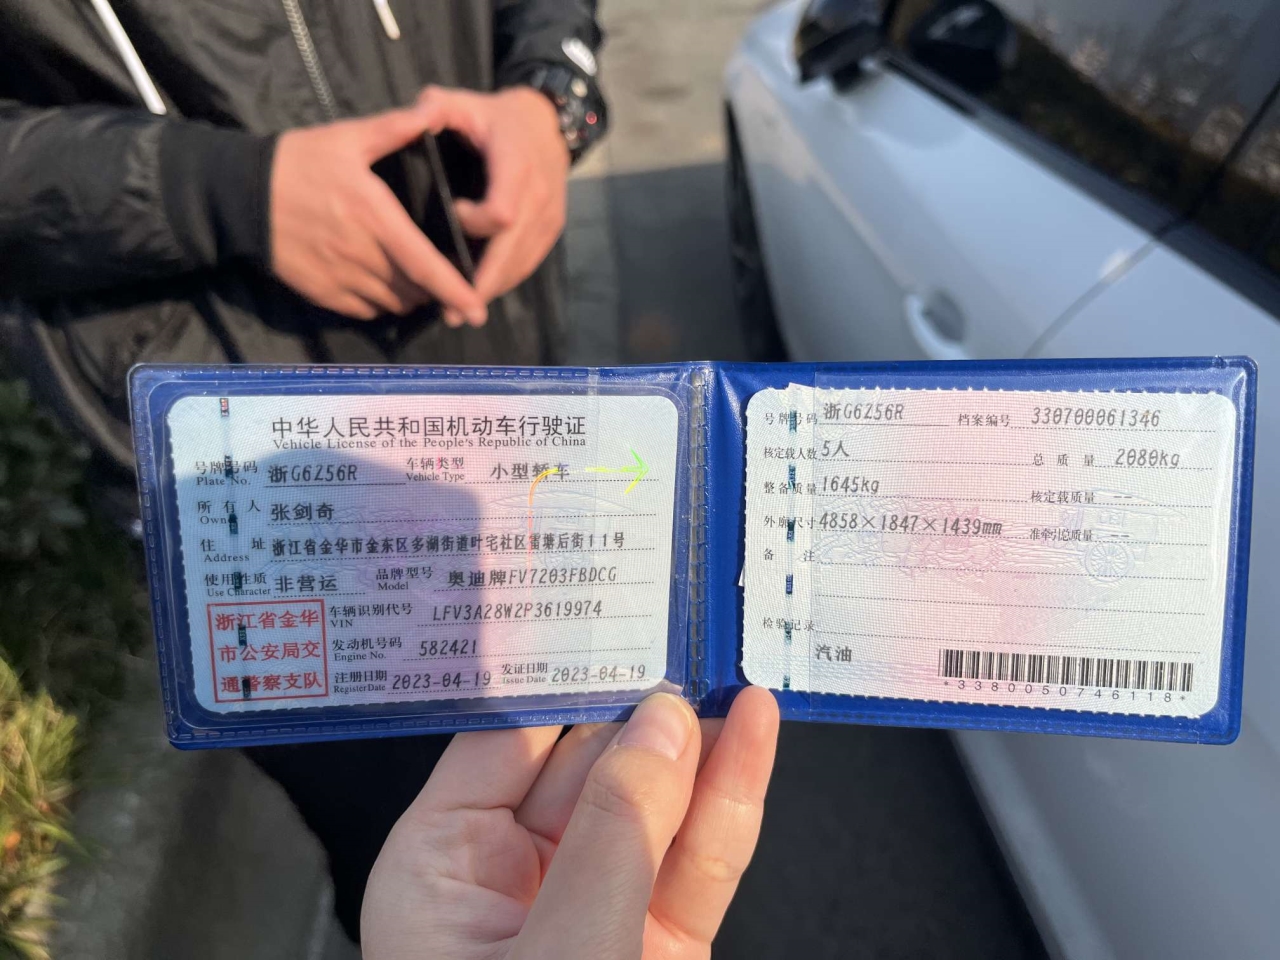 中华人民共和国机动车行驶证
Vehicle License of the People's Republic of China
号牌号码 浙G6Z56R 车辆类型 小型轿车
Plate No. Vehicle Type
所有人 张剑奇
Owner
住址 浙江省金华市金东区多湖街道叶宅社区雷塘后街11号
Address
使用性质 非营运 品牌型号 奥迪牌FV7203FBDCG
Use Character Model
浙江省金华
市公安局交
通警察支队
车辆识别代号 LFV3A28W2P3619974
VIN
发动机号码 582421
Engine No.
注册日期 2023-04-19 发证日期 2023-04-19
Register Date Issue Date
号牌号码 浙G6Z56R 档案编号 330700061346
核定载人数 5人 总质量 2080kg
整备质量 1645kg 核定载质量 --
外廓尺寸 4858×1847×1439mm 准牵引总质量 --
备注
检验记录
汽油
*3380050746118*